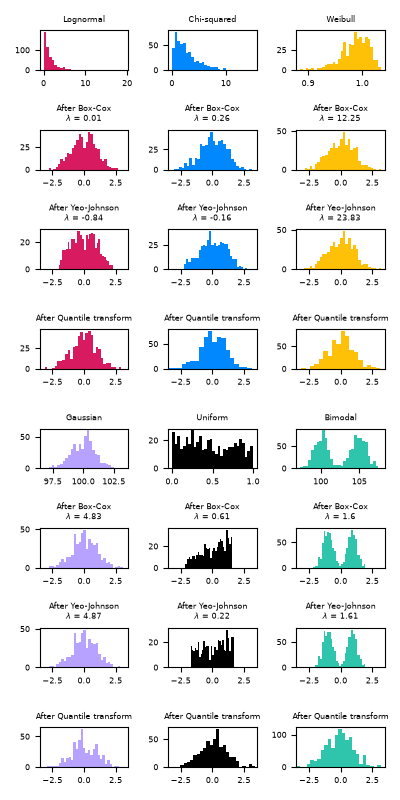 Lognormal Chi-squared Weibull
100 50 25
0 0 0
0 10 20 0 10 0.9 1.0
After Box-Cox After Box-Cox After Box-Cox
λ = 0.01 λ = 0.26 λ = 12.25
25 25 50
0 0 0
−2.5 0.0 2.5 −2.5 0.0 2.5 −2.5 0.0 2.5
After Yeo-Johnson After Yeo-Johnson After Yeo-Johnson
λ = -0.84 λ = -0.16 λ = 23.83
20 25 50
0 0 0
−2.5 0.0 2.5 −2.5 0.0 2.5 −2.5 0.0 2.5
After Quantile transform After Quantile transform After Quantile transform
25 50 50
0 0 0
−2.5 0.0 2.5 −2.5 0.0 2.5 −2.5 0.0 2.5
Gaussian Uniform Bimodal
50 20 50
0 0 0
97.5 100.0 102.5 0.0 0.5 1.0 100 105
After Box-Cox After Box-Cox After Box-Cox
λ = 4.83 λ = 0.61 λ = 1.6
50 20 50
0 0 0
−2.5 0.0 2.5 −2.5 0.0 2.5 −2.5 0.0 2.5
After Yeo-Johnson After Yeo-Johnson After Yeo-Johnson
λ = 4.87 λ = 0.22 λ = 1.61
50 20 50
0 0 0
−2.5 0.0 2.5 −2.5 0.0 2.5 −2.5 0.0 2.5
After Quantile transform After Quantile transform After Quantile transform
50 50 100
0 0 0
−2.5 0.0 2.5 −2.5 0.0 2.5 −2.5 0.0 2.5